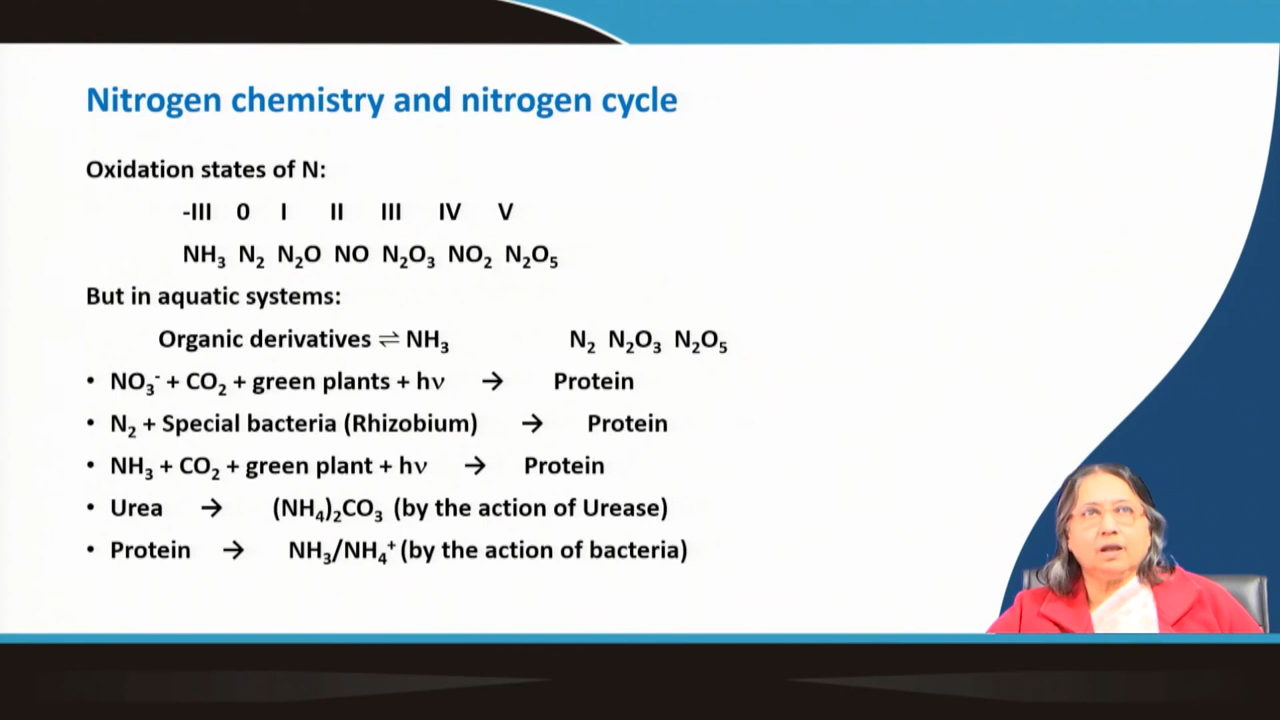 Nitrogen chemistry and nitrogen cycle
Oxidation states of N:
-III 0 I II III IV V
NH₃ N₂ N₂O NO N₂O₃ NO₂ N₂O₅
But in aquatic systems:
Organic derivatives ⇌ NH₃ N₂ N₂O₃ N₂O₅
• NO₃⁻ + CO₂ + green plants + hν → Protein
• N₂ + Special bacteria (Rhizobium) → Protein
• NH₃ + CO₂ + green plant + hν → Protein
• Urea → (NH₄)₂CO₃ (by the action of Urease)
• Protein → NH₃/NH₄⁺ (by the action of bacteria)